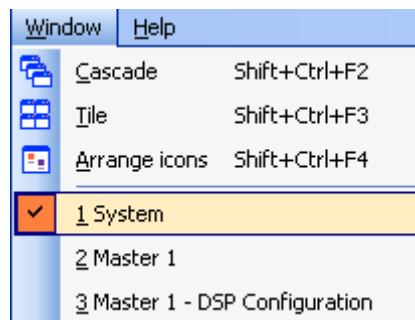 Window Help
Cascade Shift+Ctrl+F2
Tile Shift+Ctrl+F3
Arrange icons Shift+Ctrl+F4
1 System
2 Master 1
3 Master 1 - DSP Configuration